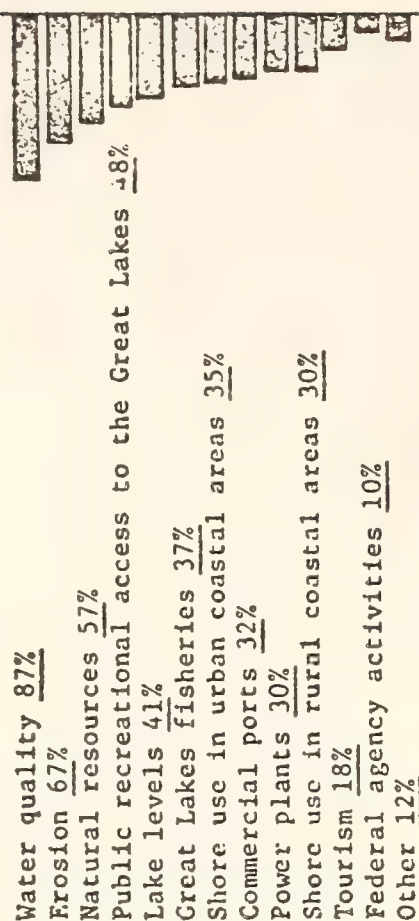 Water quality 87%
Erosion 67%
Natural resources 57%
Public recreational access to the Great Lakes 48%
Lake levels 41%
Great Lakes fisheries 37%
Shore use in urban coastal areas 35%
Commercial ports 32%
Power plants 30%
Shore use in rural coastal areas 30%
Tourism 18%
Federal agency activities 10%
Other 12%